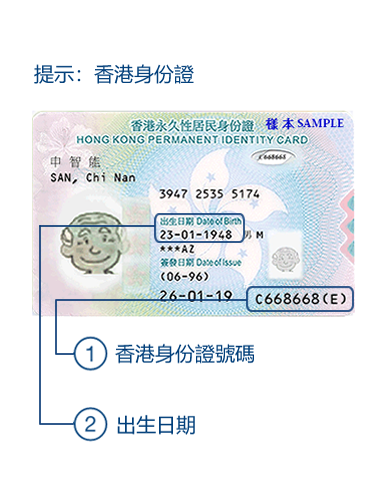 提示：香港身份證
香港永久性居民身份證 樣本 SAMPLE
HONG KONG PERMANENT IDENTITY CARD
C668668
申智能
SAN, Chi Nan
3947 2535 5174
出生日期 Date of Birth
23-01-1948 男 M
***AZ
簽發日期 Date of Issue
(06-96)
26-01-19 C668668(E)
1 香港身份證號碼
2 出生日期